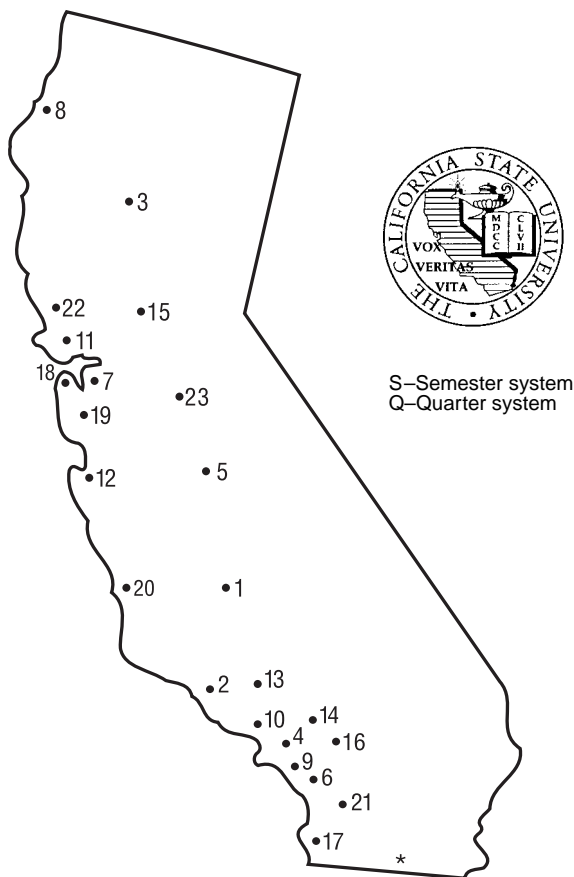 8
3
22
15
11
18
7
23
19
5
12
20
1
2
13
10
14
4
16
9
6
21
17
*
THE CALIFORNIA STATE UNIVERSITY •
VOX
VERITAS
VITA
M
D
C
C
C
L
V
II
S–Semester system
Q–Quarter system